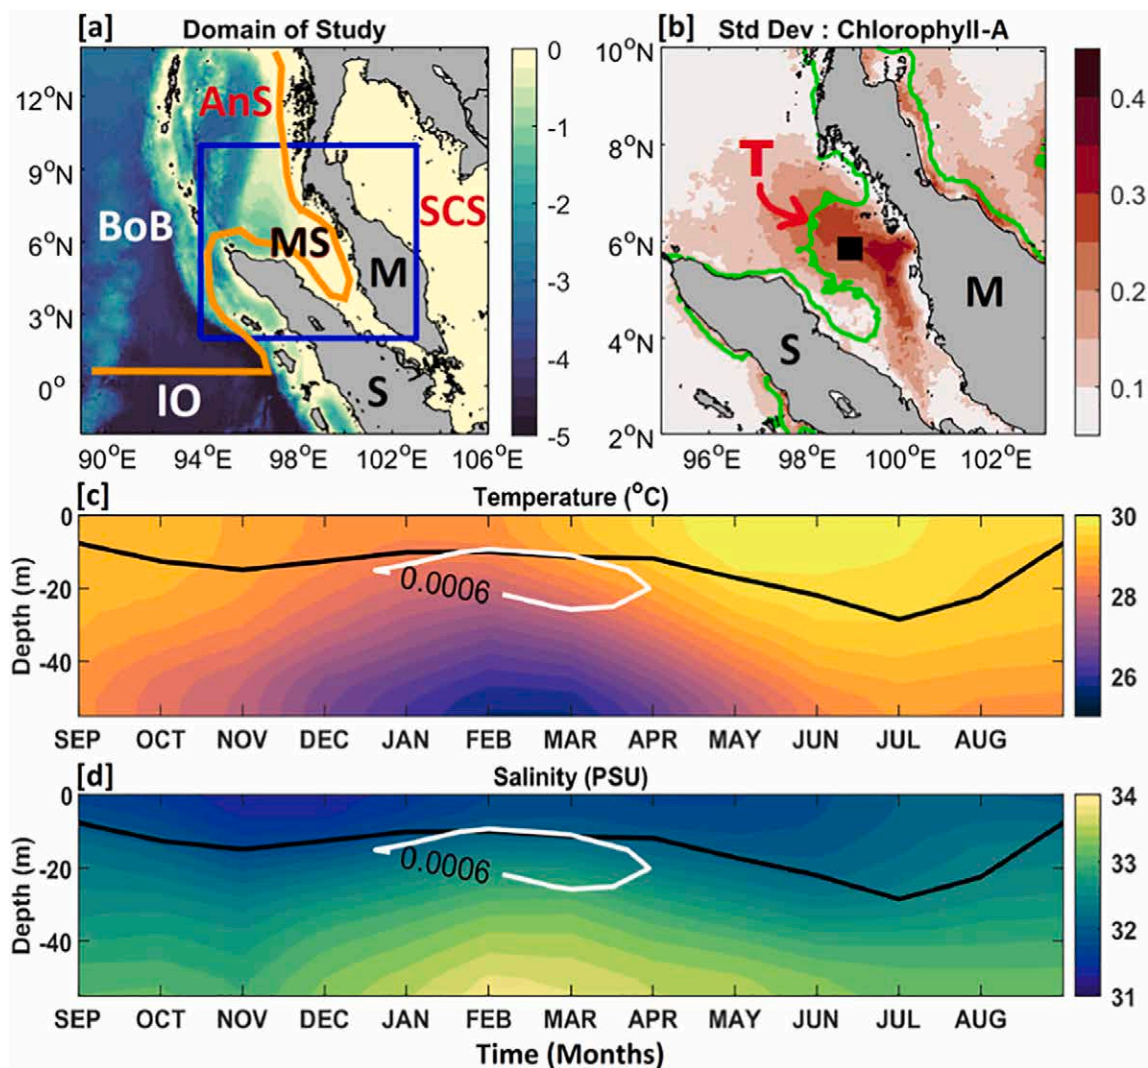 [a] Domain of Study
12°N
9°N
6°N
3°N
0°
90°E 94°E 98°E 102°E 106°E
AnS
BoB
MS
SCS
M
S
IO
0
-1
-2
-3
-4
-5
[b] Std Dev : Chlorophyll-A
10°N
8°N
6°N
4°N
2°N
96°E 98°E 100°E 102°E
T
M
S
0.4
0.3
0.2
0.1
[c] Temperature (°C)
Depth (m)
0
-20
-40
0.0006
30
28
26
SEP OCT NOV DEC JAN FEB MAR APR MAY JUN JUL AUG
[d] Salinity (PSU)
Depth (m)
0
-20
-40
0.0006
34
33
32
31
SEP OCT NOV DEC JAN FEB MAR APR MAY JUN JUL AUG
Time (Months)